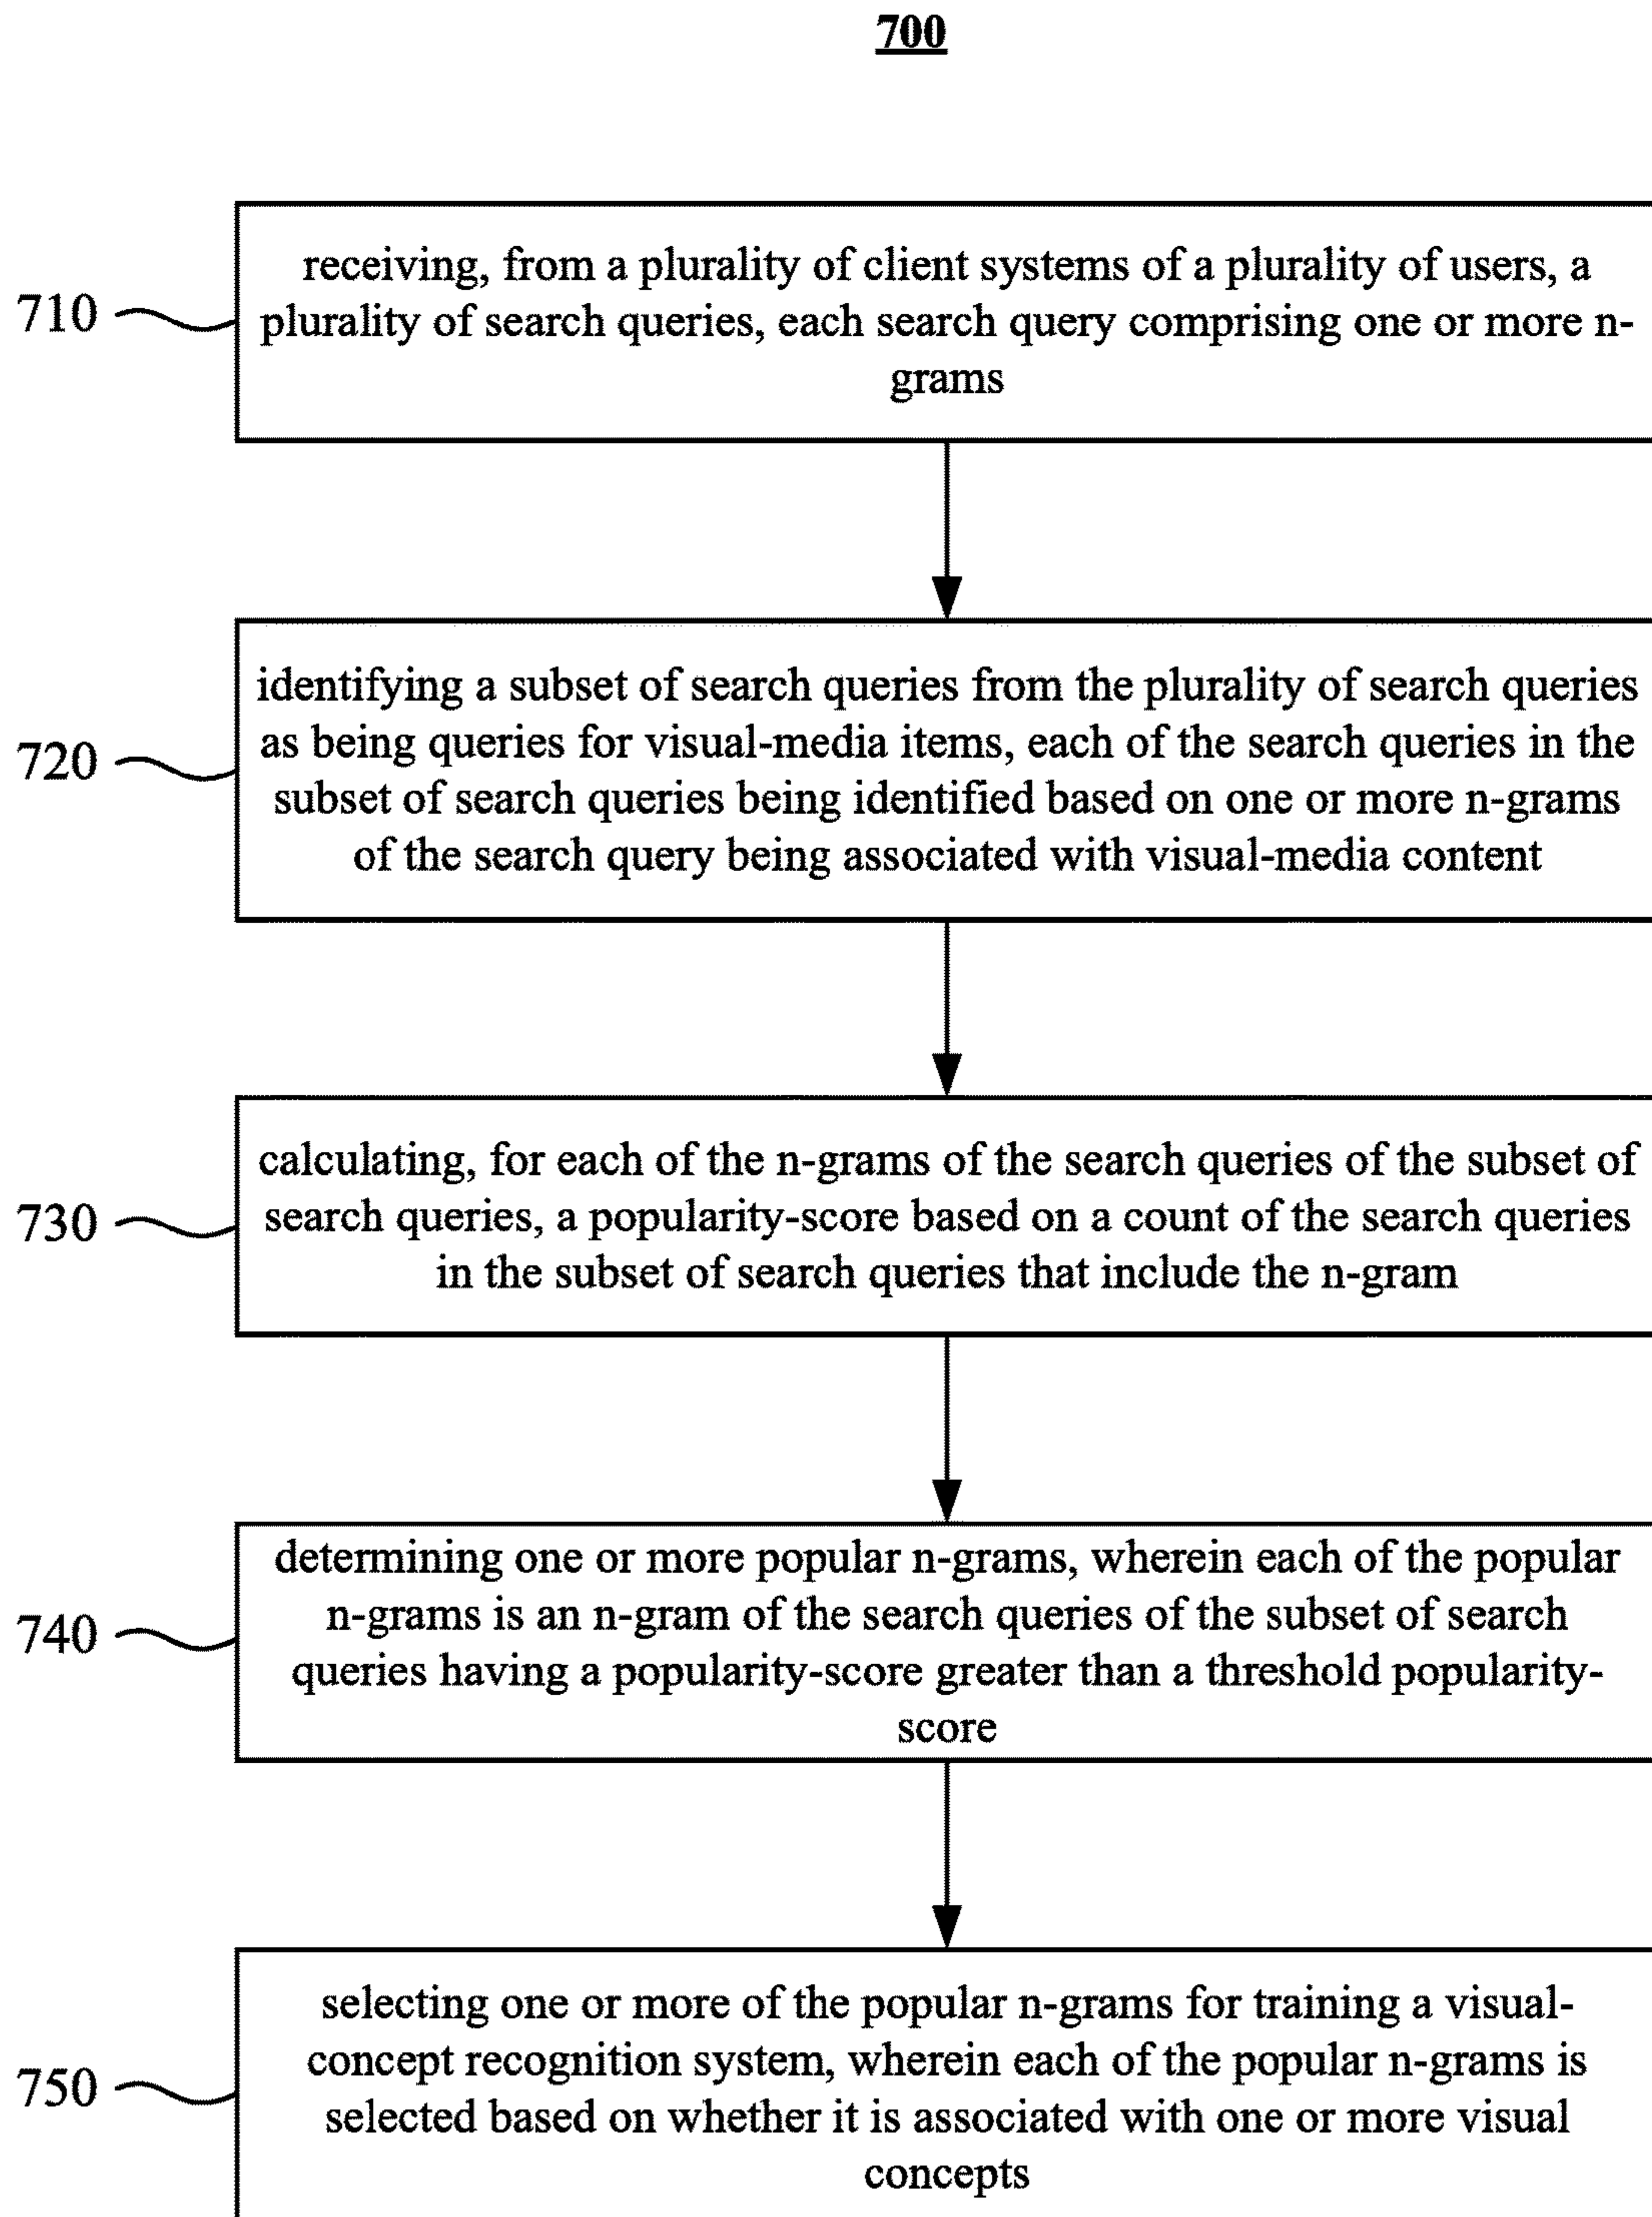 700
710
receiving, from a plurality of client systems of a plurality of users, a
plurality of search queries, each search query comprising one or more n-
grams
720
identifying a subset of search queries from the plurality of search queries
as being queries for visual-media items, each of the search queries in the
subset of search queries being identified based on one or more n-grams
of the search query being associated with visual-media content
730
calculating, for each of the n-grams of the search queries of the subset of
search queries, a popularity-score based on a count of the search queries
in the subset of search queries that include the n-gram
740
determining one or more popular n-grams, wherein each of the popular
n-grams is an n-gram of the search queries of the subset of search
queries having a popularity-score greater than a threshold popularity-
score
750
selecting one or more of the popular n-grams for training a visual-
concept recognition system, wherein each of the popular n-grams is
selected based on whether it is associated with one or more visual
concepts